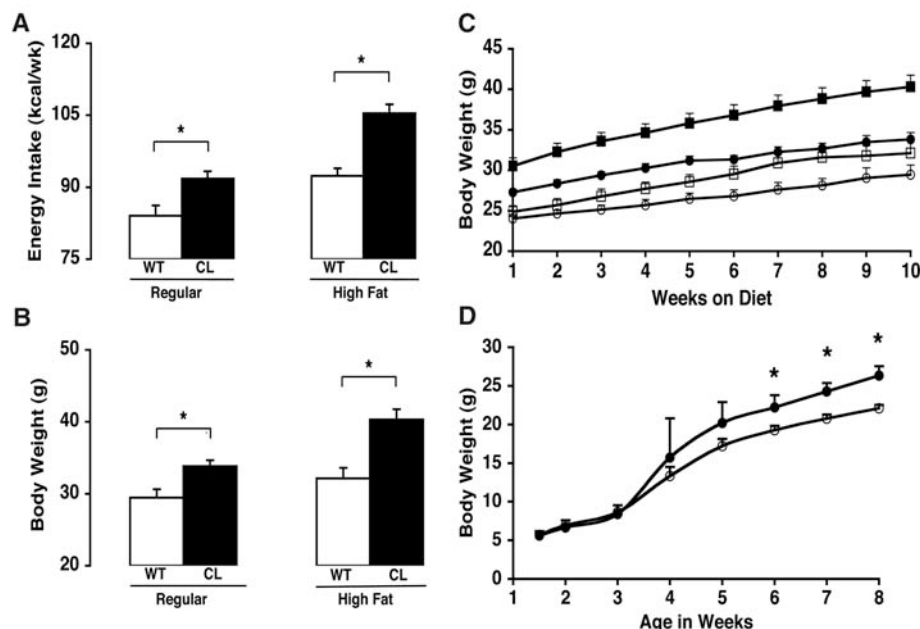 A
Energy Intake (kcal/wk)
120
105
90
75
*
*
WT CL WT CL
Regular High Fat
B
Body Weight (g)
50
40
30
20
*
*
WT CL WT CL
Regular High Fat
C
Body Weight (g)
45
40
35
30
25
20
1 2 3 4 5 6 7 8 9 10
Weeks on Diet
D
Body Weight (g)
30
25
20
15
10
5
0
* * *
1 2 3 4 5 6 7 8
Age in Weeks